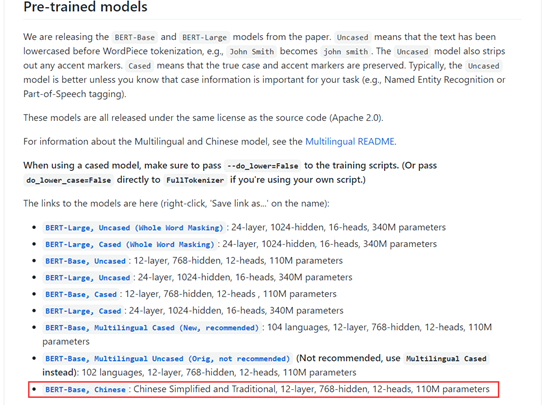 Pre-trained models
We are releasing the BERT-Base and BERT-Large models from the paper. Uncased means that the text has been
lowercased before WordPiece tokenization, e.g., John Smith becomes john smith . The Uncased model also strips
out any accent markers. Cased means that the true case and accent markers are preserved. Typically, the Uncased
model is better unless you know that case information is important for your task (e.g., Named Entity Recognition or
Part-of-Speech tagging).
These models are all released under the same license as the source code (Apache 2.0).
For information about the Multilingual and Chinese model, see the Multilingual README.
When using a cased model, make sure to pass --do_lower=False to the training scripts. (Or pass
do_lower_case=False directly to FullTokenizer if you're using your own script.)
The links to the models are here (right-click, 'Save link as...' on the name):
• BERT-Large, Uncased (Whole Word Masking) : 24-layer, 1024-hidden, 16-heads, 340M parameters
• BERT-Large, Cased (Whole Word Masking) : 24-layer, 1024-hidden, 16-heads, 340M parameters
• BERT-Base, Uncased : 12-layer, 768-hidden, 12-heads, 110M parameters
• BERT-Large, Uncased : 24-layer, 1024-hidden, 16-heads, 340M parameters
• BERT-Base, Cased : 12-layer, 768-hidden, 12-heads , 110M parameters
• BERT-Large, Cased : 24-layer, 1024-hidden, 16-heads, 340M parameters
• BERT-Base, Multilingual Cased (New, recommended) : 104 languages, 12-layer, 768-hidden, 12-heads, 110M
parameters
• BERT-Base, Multilingual Uncased (Orig, not recommended) (Not recommended, use Multilingual Cased
instead): 102 languages, 12-layer, 768-hidden, 12-heads, 110M parameters
• BERT-Base, Chinese : Chinese Simplified and Traditional, 12-layer, 768-hidden, 12-heads, 110M parameters